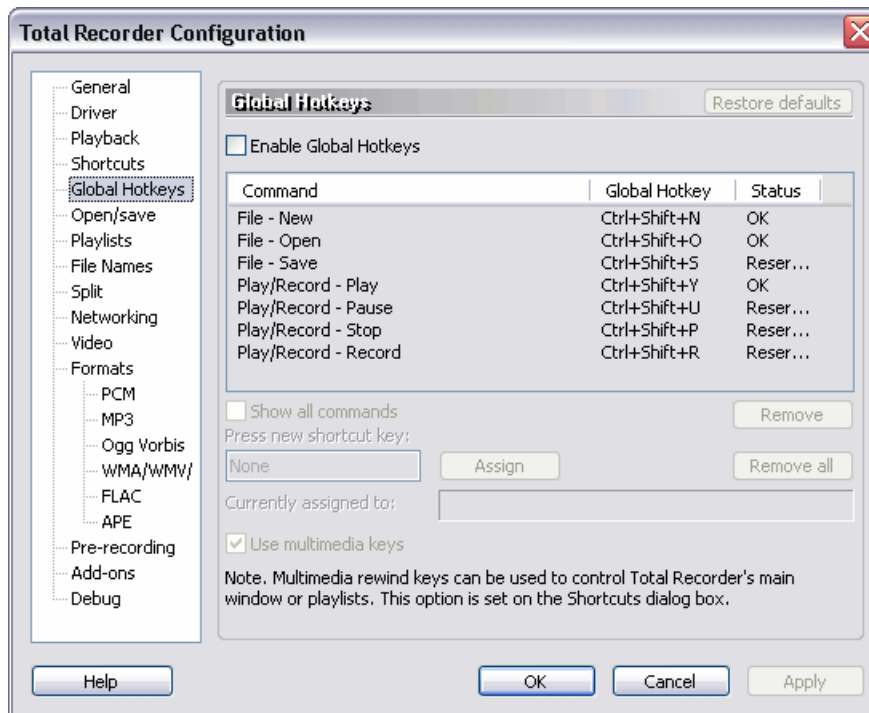 Total Recorder Configuration
General
Driver
Playback
Shortcuts
Global Hotkeys
Open/save
Playlists
File Names
Split
Networking
Video
Formats
PCM
MP3
Ogg Vorbis
WMA/WMV/
FLAC
APE
Pre-recording
Add-ons
Debug
Global Hotkeys
Restore defaults
Enable Global Hotkeys
Command Global Hotkey Status
File - New Ctrl+Shift+N OK
File - Open Ctrl+Shift+O OK
File - Save Ctrl+Shift+S Reser...
Play/Record - Play Ctrl+Shift+Y OK
Play/Record - Pause Ctrl+Shift+U Reser...
Play/Record - Stop Ctrl+Shift+P Reser...
Play/Record - Record Ctrl+Shift+R Reser...
Show all commands
Remove
Press new shortcut key:
None
Assign
Remove all
Currently assigned to:
Use multimedia keys
Note. Multimedia rewind keys can be used to control Total Recorder's main
window or playlists. This option is set on the Shortcuts dialog box.
Help
OK
Cancel
Apply